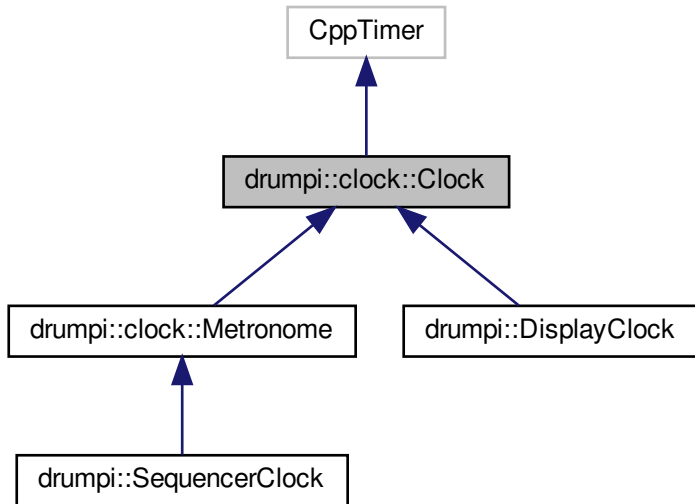 CppTimer
drumpi::clock::Clock
drumpi::clock::Metronome
drumpi::DisplayClock
drumpi::SequencerClock